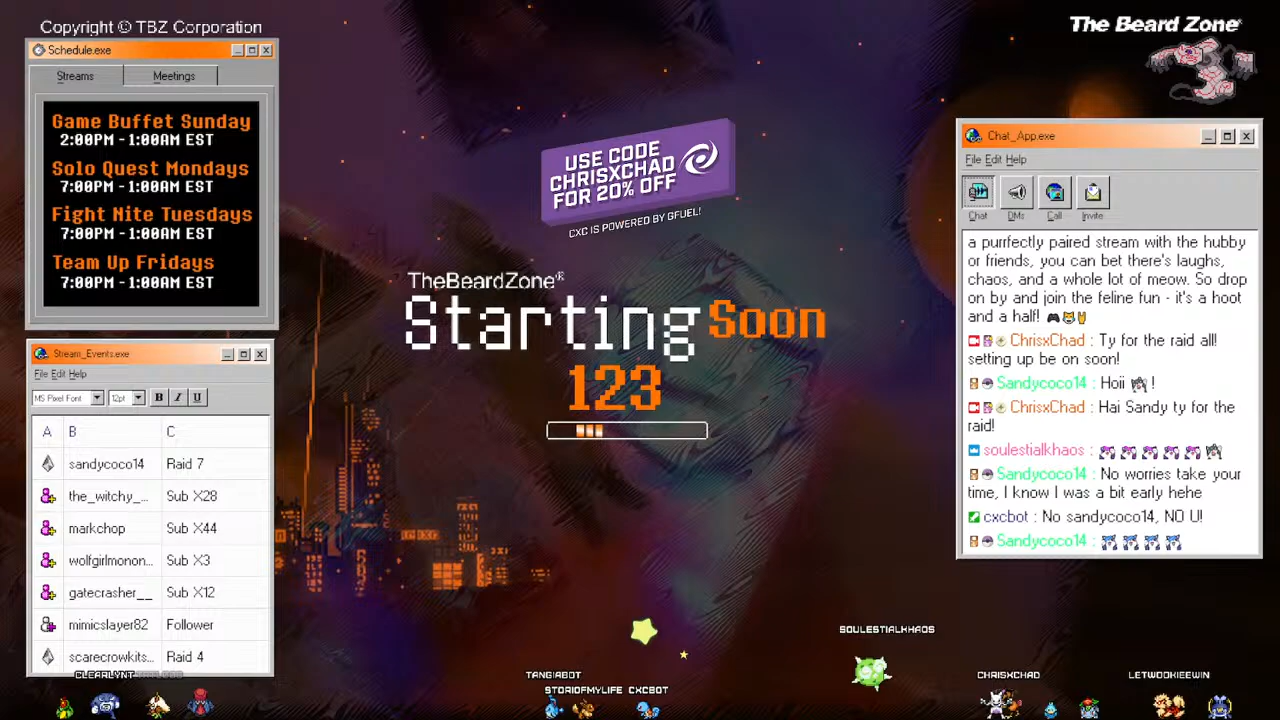 Copyright © TBZ Corporation
Schedule.exe
Streams
Meetings
Game Buffet Sunday
2:00PM - 1:00AM EST
Solo Quest Mondays
7:00PM - 1:00AM EST
Fight Nite Tuesdays
7:00PM - 1:00AM EST
Team Up Fridays
7:00PM - 1:00AM EST
Stream_Events.exe
File Edit Help
MS Pixel Font
12pt
B I U
A B C
sandycoco14 Raid 7
the_witchy_... Sub X28
markchop Sub X44
wolfgirlmonon... Sub X3
gatecrasher__ Sub X12
mimicslayer82 Follower
scarecrowkits... Raid 4
USE CODE
CHRISXCHAD
FOR 20% OFF
CXC IS POWERED BY GFUEL!
TheBeardZone®
Starting Soon
123
The Beard Zone®
Chat_App.exe
File Edit Help
Chat DMs Call Invite
a purrfectly paired stream with the hubby
or friends, you can bet there's laughs,
chaos, and a whole lot of meow. So drop
on by and join the feline fun - it's a hoot
and a half!
ChrisxChad : Ty for the raid all!
setting up be on soon!
Sandycoco14 : Hoii !
ChrisxChad : Hai Sandy ty for the
raid!
soulestialkhaos :
Sandycoco14 : No worries take your
time, I know I was a bit early hehe
cxcbot : No sandycoco14, NO U!
Sandycoco14 :
CLEARLYNT
TANGIABOT
STORIOFMYLIFE CXCBOT
SOULESTIALKHAOS
CHRISXCHAD
LETWOOKIEEWIN